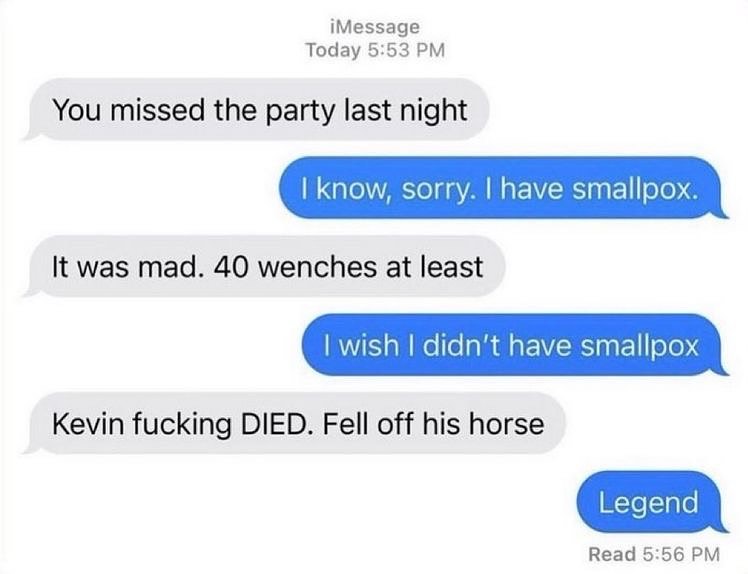 iMessage
Today 5:53 PM
You missed the party last night
I know, sorry. I have smallpox.
It was mad. 40 wenches at least
I wish I didn't have smallpox
Kevin fucking DIED. Fell off his horse
Legend
Read 5:56 PM